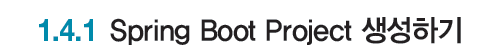 1.4.1 Spring Boot Project 생성하기